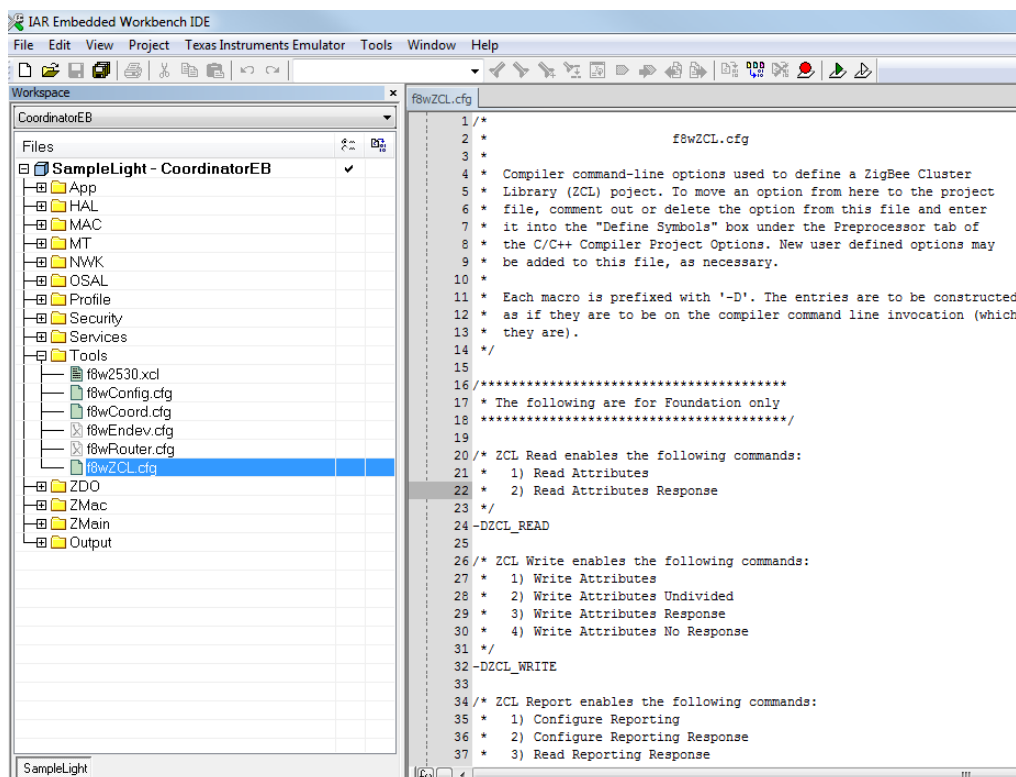 IAR Embedded Workbench IDE
File Edit View Project Texas Instruments Emulator Tools Window Help
Workspace x
CoordinatorEB
Files
SampleLight - CoordinatorEB
App
HAL
MAC
MT
NWK
OSAL
Profile
Security
Services
Tools
f8w2530.xcl
f8wConfig.cfg
f8wCoord.cfg
f8wEndev.cfg
f8wRouter.cfg
f8wZCL.cfg
ZDO
ZMac
ZMain
Output
SampleLight
f8wZCL.cfg
1 /*
2 * f8wZCL.cfg
3 *
4 * Compiler command-line options used to define a ZigBee Cluster
5 * Library (ZCL) poject. To move an option from here to the project
6 * file, comment out or delete the option from this file and enter
7 * it into the "Define Symbols" box under the Preprocessor tab of
8 * the C/C++ Compiler Project Options. New user defined options may
9 * be added to this file, as necessary.
10 *
11 * Each macro is prefixed with '-D'. The entries are to be constructed
12 * as if they are to be on the compiler command line invocation (which
13 * they are).
14 */
15
16 /****************************************
17 * The following are for Foundation only
18 ****************************************/
19
20 /* ZCL Read enables the following commands:
21 * 1) Read Attributes
22 * 2) Read Attributes Response
23 */
24 -DZCL_READ
25
26 /* ZCL Write enables the following commands:
27 * 1) Write Attributes
28 * 2) Write Attributes Undivided
29 * 3) Write Attributes Response
30 * 4) Write Attributes No Response
31 */
32 -DZCL_WRITE
33
34 /* ZCL Report enables the following commands:
35 * 1) Configure Reporting
36 * 2) Configure Reporting Response
37 * 3) Read Reporting Response